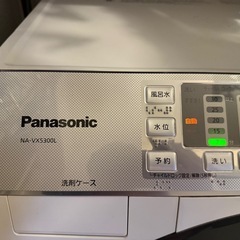 風呂水
Panasonic
NA-VX5300L
水位
予約
洗い
洗剤ケース